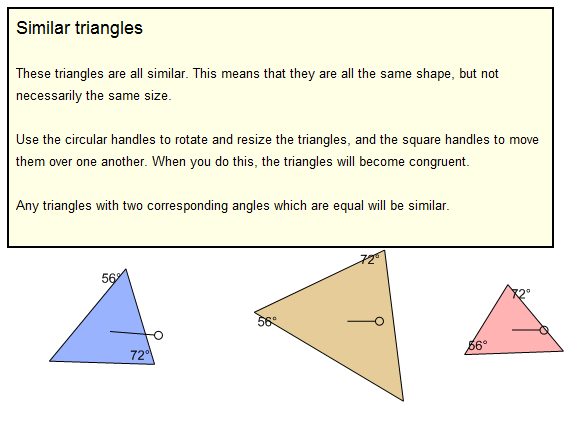 Similar triangles
These triangles are all similar. This means that they are all the same shape, but not
necessarily the same size.
Use the circular handles to rotate and resize the triangles, and the square handles to move
them over one another. When you do this, the triangles will become congruent.
Any triangles with two corresponding angles which are equal will be similar.
56°
72°
72°
56°
72°
56°